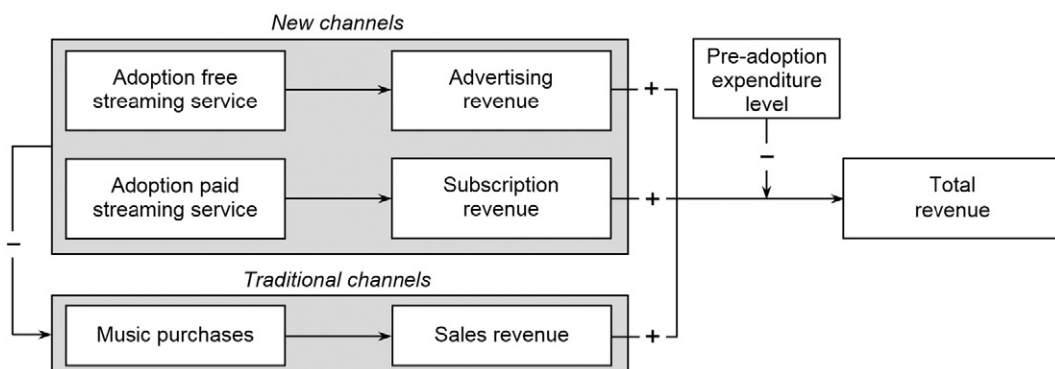 New channels
Adoption free
streaming service
Advertising
revenue
+
Pre-adoption
expenditure
level
–
Adoption paid
streaming service
Subscription
revenue
+
Total
revenue
–
Traditional channels
Music purchases
Sales revenue
+